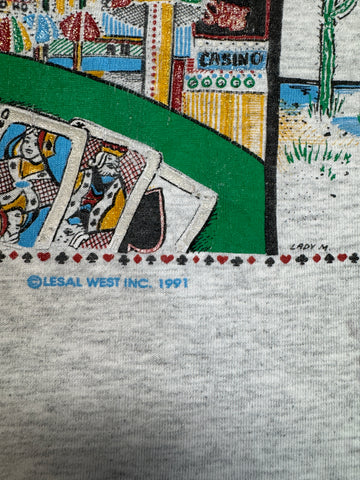 CASINO
LADY M.
©LESAL WEST INC. 1991